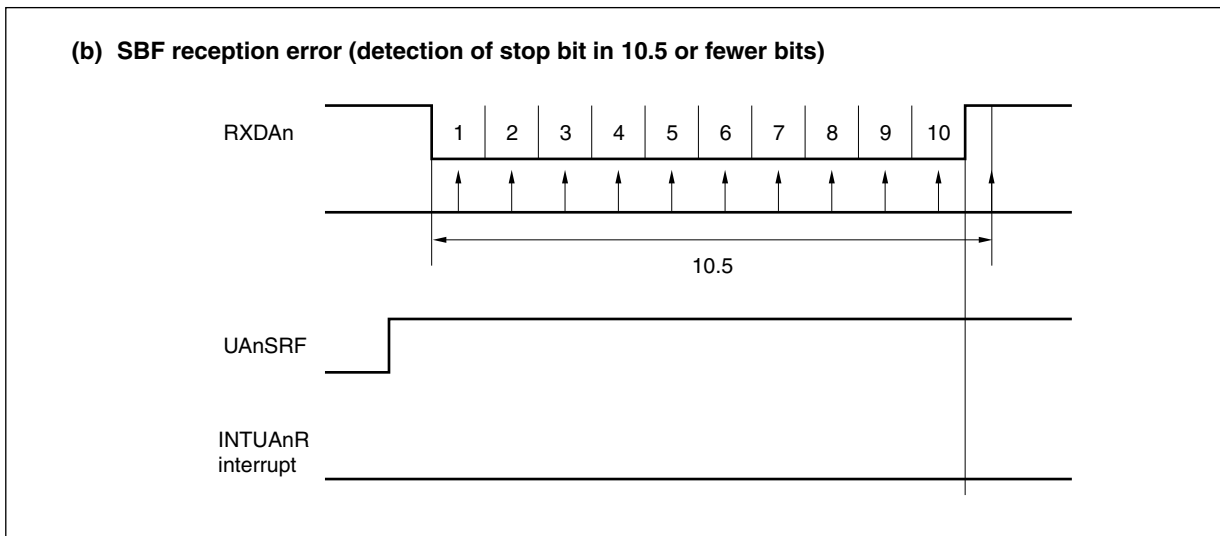 (b) SBF reception error (detection of stop bit in 10.5 or fewer bits)
RXDAn
1 2 3 4 5 6 7 8 9 10
10.5
UAnSRF
INTUAnR
interrupt